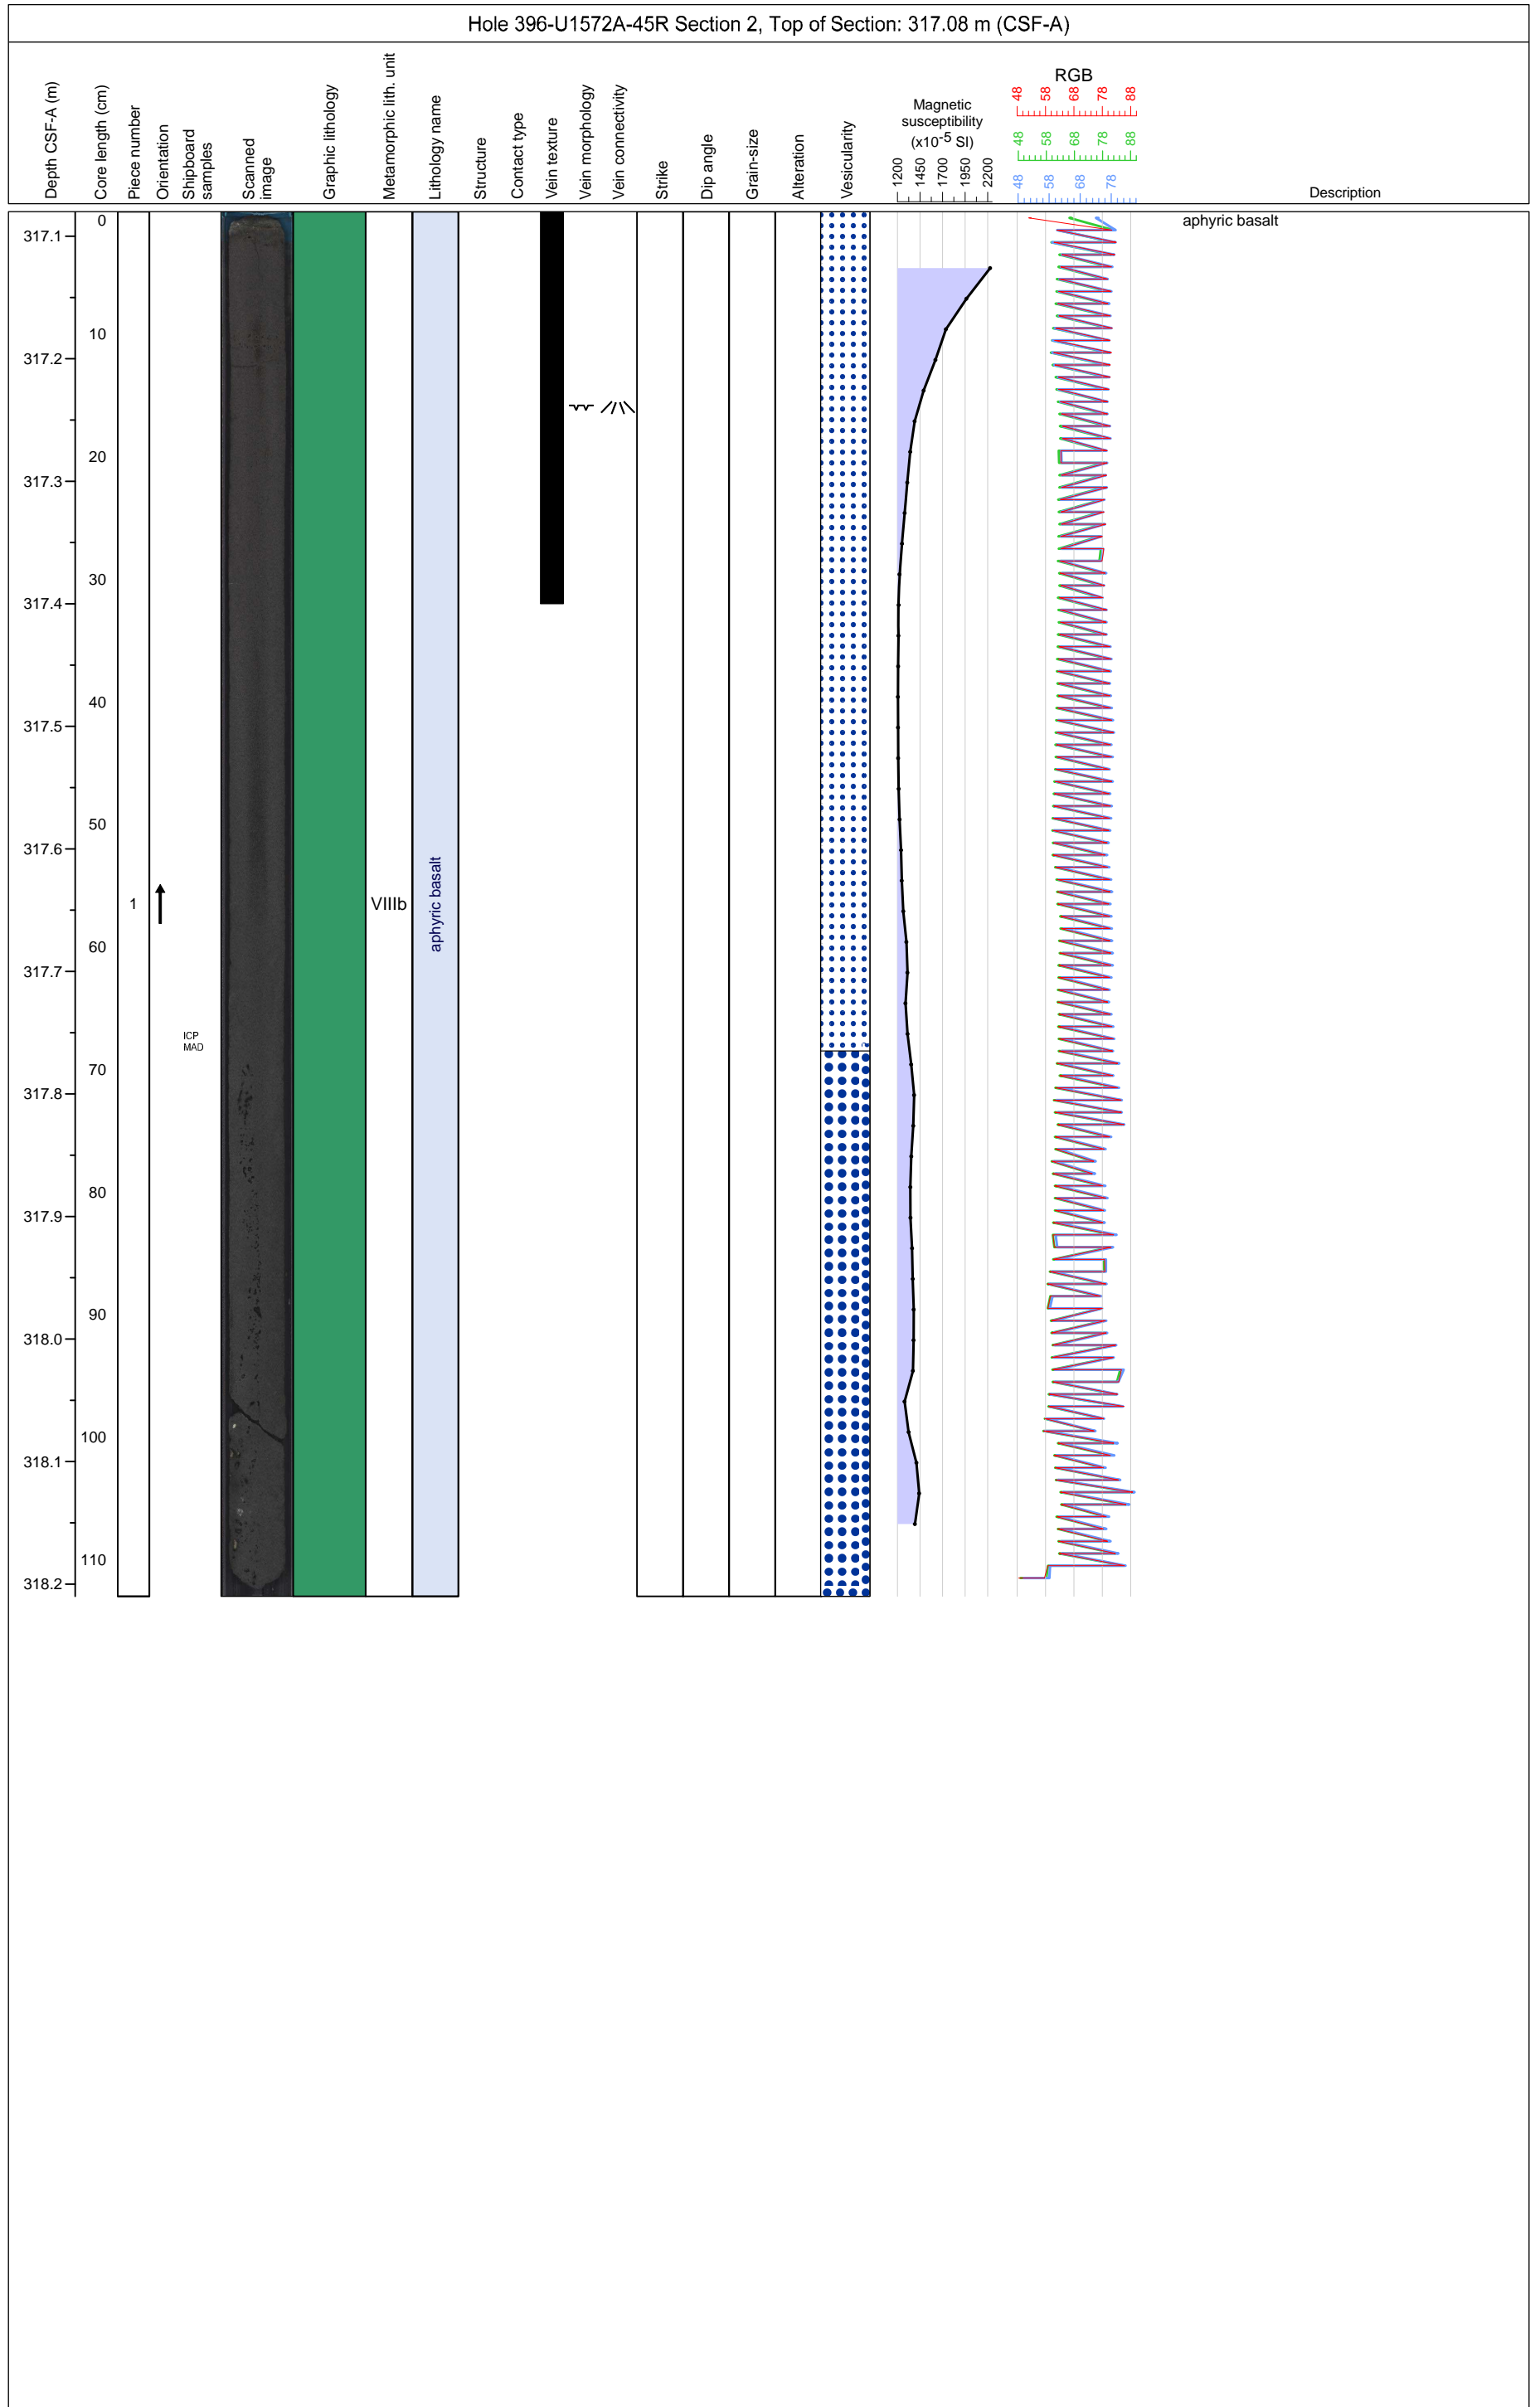 Hole 396-U1572A-45R Section 2, Top of Section: 317.08 m (CSF-A)
Depth CSF-A (m)
Core length (cm)
Piece number
Orientation
Shipboard
samples
Scanned
image
Graphic lithology
Metamorphic lith. unit
Lithology name
Structure
Contact type
Vein texture
Vein morphology
Vein connectivity
Strike
Dip angle
Grain-size
Alteration
Vesicularity
Magnetic
susceptibility
(x10-5 SI)
1200 1450 1700 1950 2200
RGB
48 58 68 78 88
48 58 68 78 88
48 58 68 78
Description
0
aphyric basalt
317.1
10
317.2
20
317.3
30
317.4
40
317.5
50
317.6
1
VIIIb
aphyric basalt
60
317.7
ICP
MAD
70
317.8
80
317.9
90
318.0
100
318.1
110
318.2